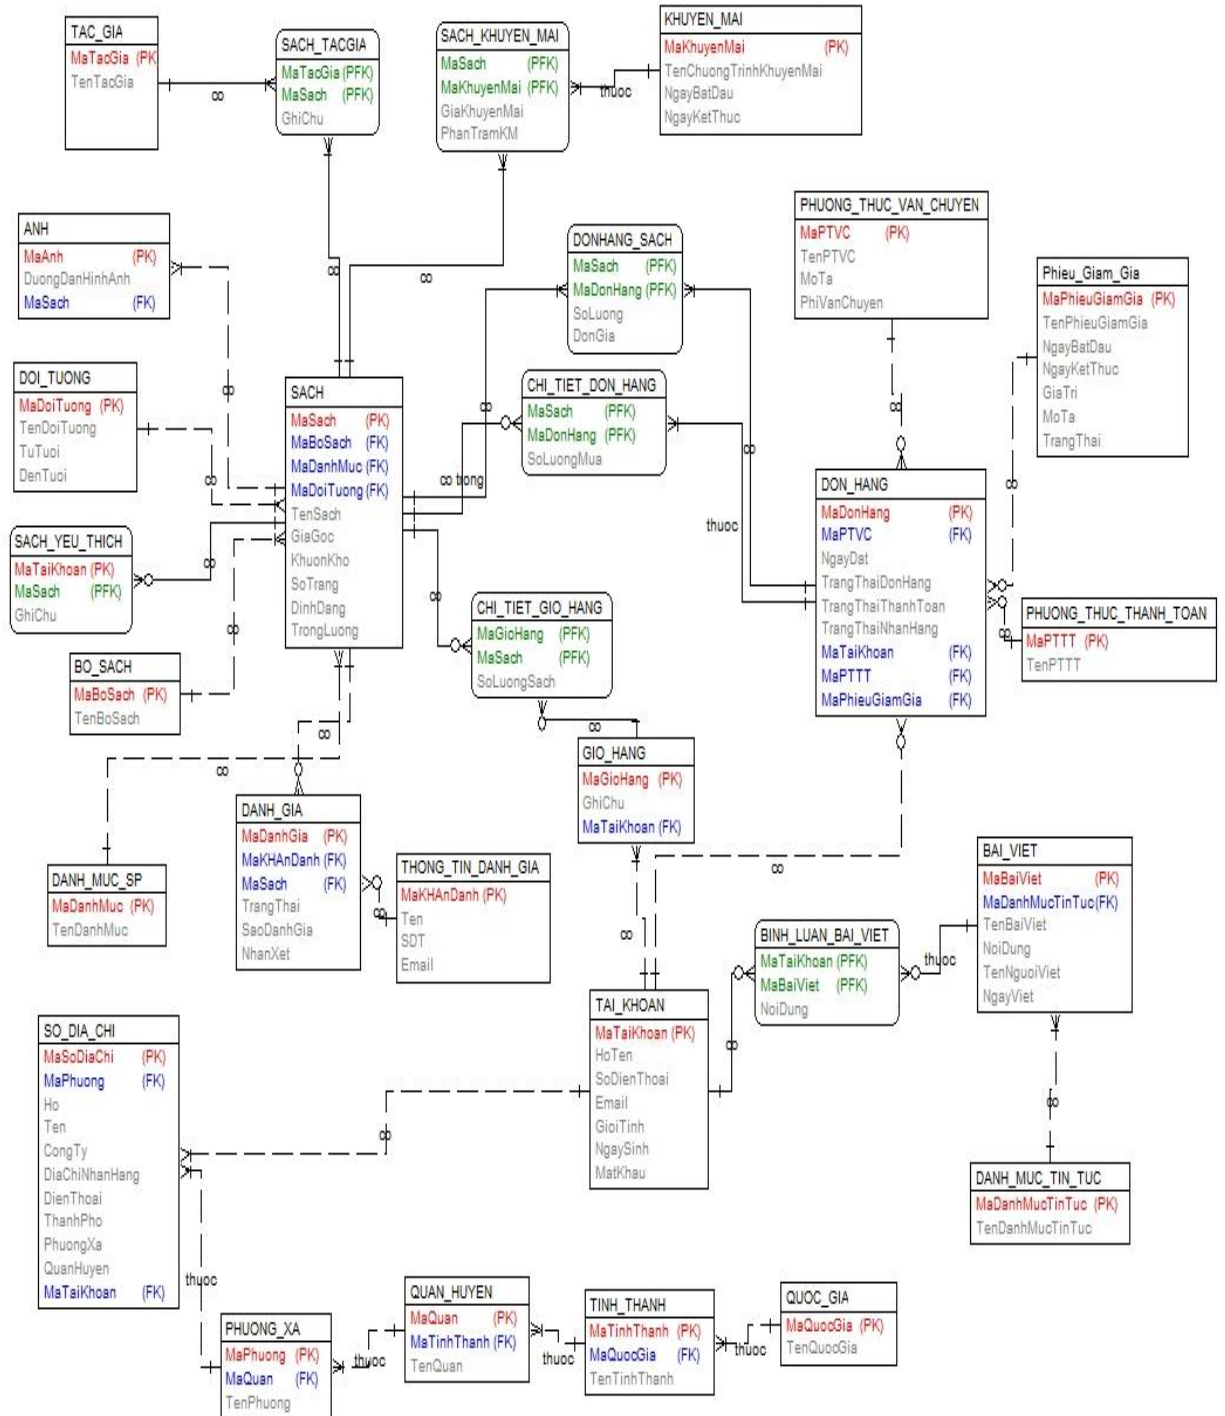 TAC_GIA
MaTacGia (PK
TenTacGia
SACH_TACGIA
MaTacGia (PFK)
MaSach (PFK)
GhiChu
SACH_KHUYEN_MAI
MaSach (PFK)
MaKhuyenMai (PFK)
GiaKhuyenMai
PhanTramKM
thuoc
KHUYEN_MAI
MaKhuyenMai (PK)
TenChuongTrinhKhuyenMai
NgayBatDau
NgayKetThuc
ANH
MaAnh (PK)
DuongDanHinhAnh
MaSach (FK)
DONHANG_SACH
MaSach (PFK)
MaDonHang (PFK)
SoLuong
DonGia
PHUONG_THUC_VAN_CHUYEN
MaPTVC (PK)
TenPTVC
MoTa
PhiVanChuyen
Phieu_Giam_Gia
MaPhieuGiamGia (PK)
TenPhieuGiamGia
NgayBatDau
NgayKetThuc
GiaTri
MoTa
TrangThai
DOI_TUONG
MaDoiTuong (PK)
TenDoiTuong
TuTuoi
DenTuoi
SACH
MaSach (PK)
MaBoSach (FK)
MaDanhMuc (FK)
MaDoiTuong (FK)
TenSach
GiaGoc
KhuonKho
SoTrang
DinhDang
TrongLuong
CHI_TIET_DON_HANG
MaSach (PFK)
MaDonHang (PFK)
SoLuongMua
trong
thuoc
DON_HANG
MaDonHang (PK)
MaPTVC (FK)
NgayDat
TrangThaiDonHang
TrangThaiThanhToan
TrangThaiNhanHang
MaTaiKhoan (FK)
MaPTTT (FK)
MaPhieuGiamGia (FK)
SACH_YEU_THICH
MaTaiKhoan (PK)
MaSach (PFK)
GhiChu
CHI_TIET_GIO_HANG
MaGioHang (PFK)
MaSach (PFK)
SoLuongSach
PHUONG_THUC_THANH_TOAN
MaPTTT (PK)
TenPTTT
BO_SACH
MaBoSach (PK)
TenBoSach
GIO_HANG
MaGioHang (PK)
GhiChu
MaTaiKhoan (FK)
DANH_GIA
MaDanhGia (PK)
MaKHAnDanh (FK)
MaSach (FK)
TrangThai
SaoDanhGia
NhanXet
THONG_TIN_DANH_GIA
MaKHAnDanh (PK)
Ten
SDT
Email
DANH_MUC_SP
MaDanhMuc (PK)
TenDanhMuc
BAI_VIET
MaBaiViet (PK)
MaDanhMucTinTuc(FK)
TenBaiViet
NoiDung
TenNguoiViet
NgayViet
BINH_LUAN_BAI_VIET
MaTaiKhoan (PFK)
MaBaiViet (PFK)
NoiDung
thuoc
TAI_KHOAN
MaTaiKhoan (PK)
HoTen
SoDienThoai
Email
GioiTinh
NgaySinh
MatKhau
SO_DIA_CHI
MaSoDiaChi (PK)
MaPhuong (FK)
Ho
Ten
CongTy
DiaChiNhanHang
DienThoai
ThanhPho
PhuongXa
QuanHuyen
MaTaiKhoan (FK)
DANH_MUC_TIN_TUC
MaDanhMucTinTuc (PK)
TenDanhMucTinTuc
thuoc
PHUONG_XA
MaPhuong (PK)
MaQuan (FK)
TenPhuong
thuoc
QUAN_HUYEN
MaQuan (PK)
MaTinhThanh (FK)
TenQuan
thuoc
TINH_THANH
MaTinhThanh (PK)
MaQuocGia (FK)
TenTinhThanh
thuoc
QUOC_GIA
MaQuocGia (PK)
TenQuocGia